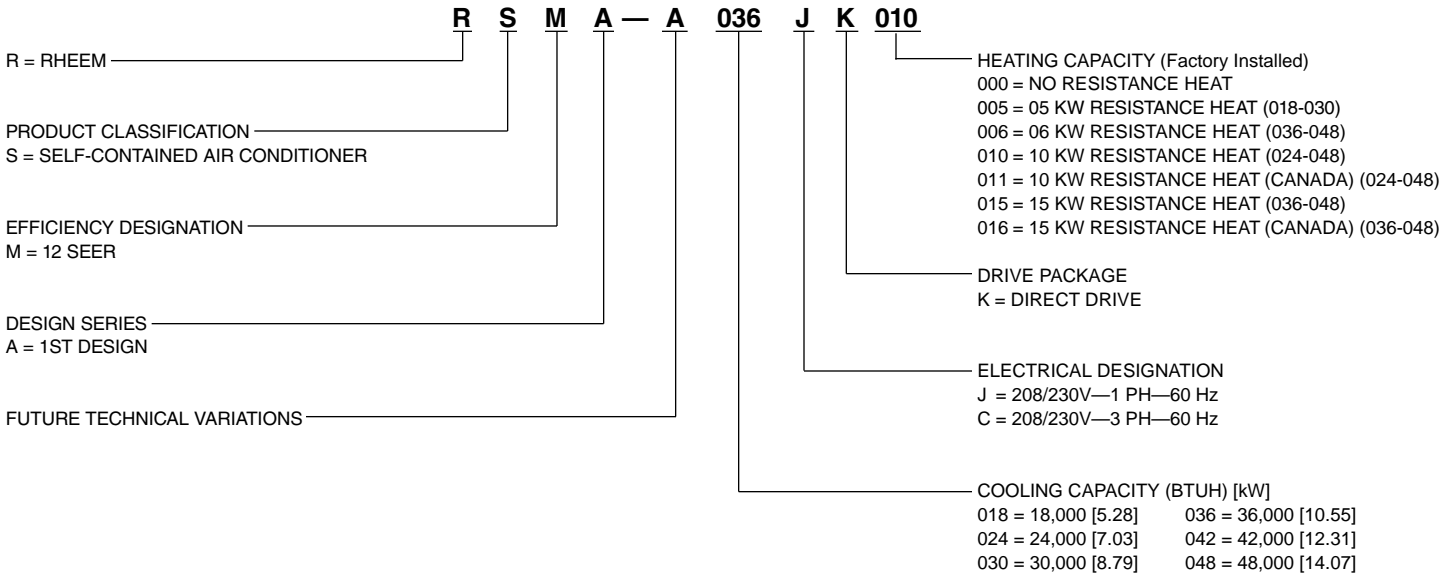 R S M A — A 036 J K 010
R = RHEEM
PRODUCT CLASSIFICATION
S = SELF-CONTAINED AIR CONDITIONER
EFFICIENCY DESIGNATION
M = 12 SEER
DESIGN SERIES
A = 1ST DESIGN
FUTURE TECHNICAL VARIATIONS
HEATING CAPACITY (Factory Installed)
000 = NO RESISTANCE HEAT
005 = 05 KW RESISTANCE HEAT (018-030)
006 = 06 KW RESISTANCE HEAT (036-048)
010 = 10 KW RESISTANCE HEAT (024-048)
011 = 10 KW RESISTANCE HEAT (CANADA) (024-048)
015 = 15 KW RESISTANCE HEAT (036-048)
016 = 15 KW RESISTANCE HEAT (CANADA) (036-048)
DRIVE PACKAGE
K = DIRECT DRIVE
ELECTRICAL DESIGNATION
J = 208/230V—1 PH—60 Hz
C = 208/230V—3 PH—60 Hz
COOLING CAPACITY (BTUH) [kW]
018 = 18,000 [5.28] 036 = 36,000 [10.55]
024 = 24,000 [7.03] 042 = 42,000 [12.31]
030 = 30,000 [8.79] 048 = 48,000 [14.07]